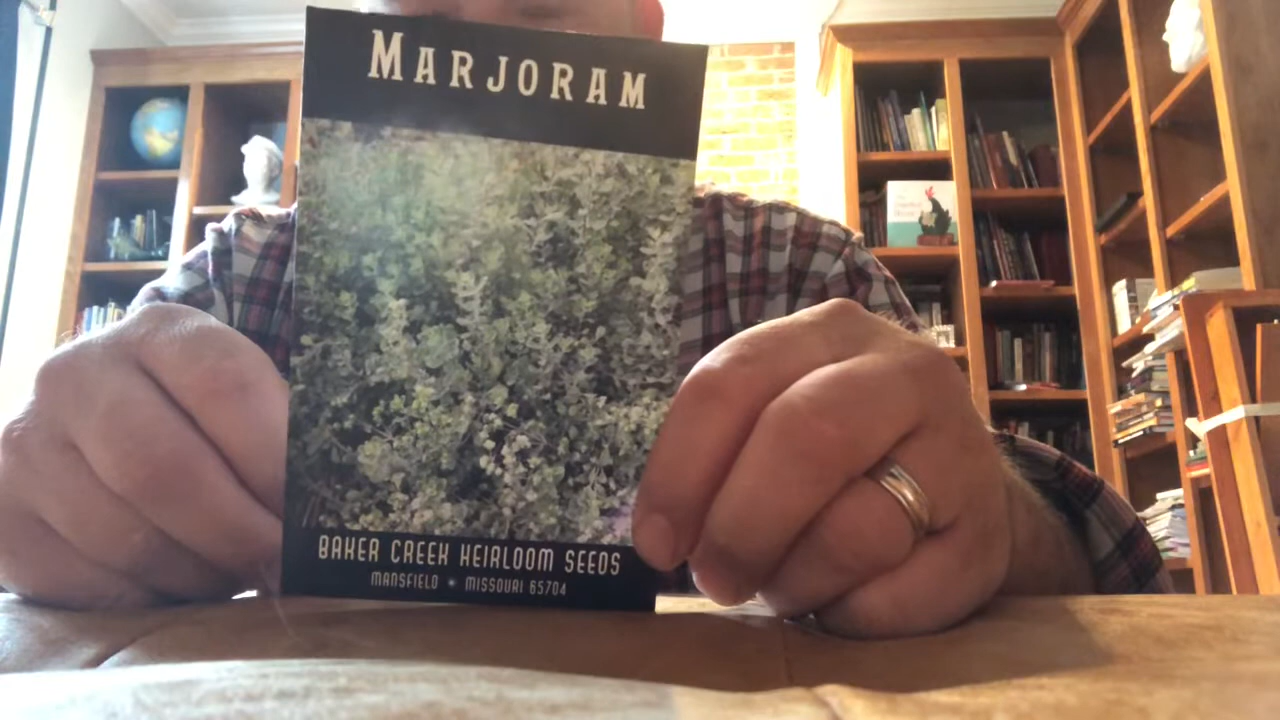 MARJORAM
BAKER CREEK HEIRLOOM SEEDS
MANSFIELD • MISSOURI 65704